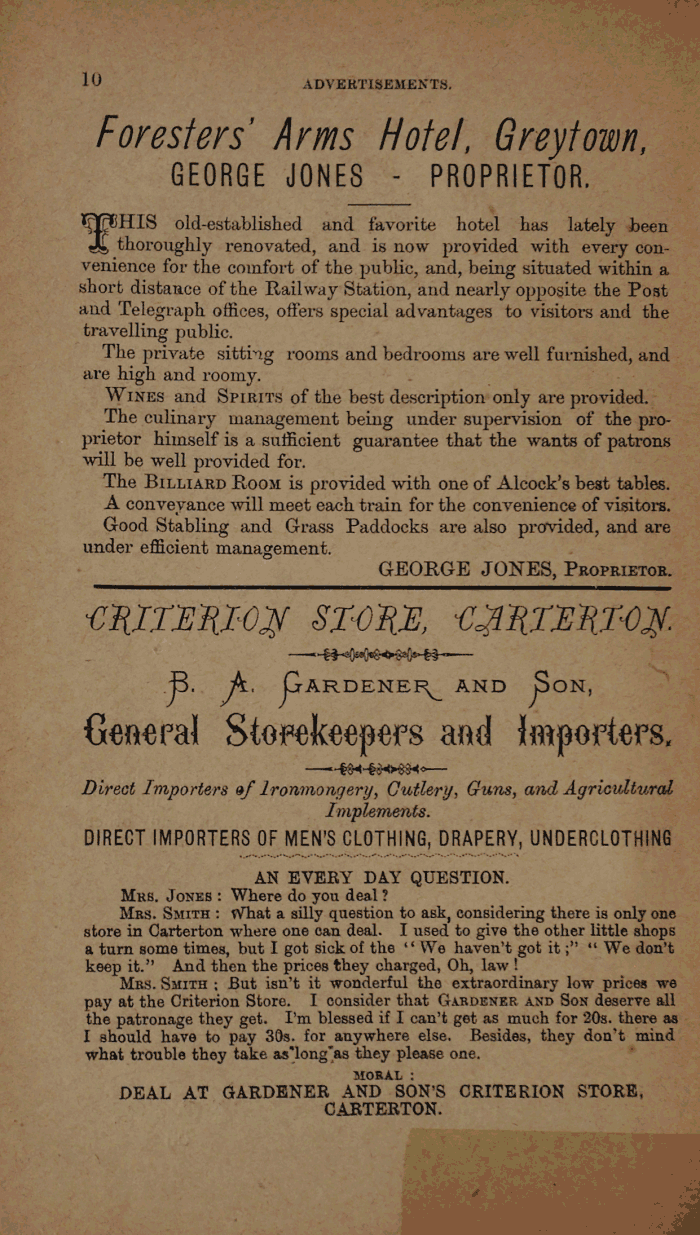 10
ADVERTISEMENTS.
Foresters' Arms Hotel, Greytown,
GEORGE JONES - PROPRIETOR.
THIS old-established and favorite hotel has lately been
thoroughly renovated, and is now provided with every con-
venience for the comfort of the public, and, being situated within a
short distance of the Railway Station, and nearly opposite the Post
and Telegraph offices, offers special advantages to visitors and the
travelling public.
The private sitting rooms and bedrooms are well furnished, and
are high and roomy.
WINES and SPIRITS of the best description only are provided.
The culinary management being under supervision of the pro-
prietor himself is a sufficient guarantee that the wants of patrons
will be well provided for.
The BILLIARD ROOM is provided with one of Alcock's best tables.
A conveyance will meet each train for the convenience of visitors.
Good Stabling and Grass Paddocks are also provided, and are
under efficient management.
GEORGE JONES, PROPRIETOR.
CRITERION STORE, CARTERTON.
B. A. GARDENER AND SON,
General Storekeepers and Importers.
Direct Importers of Ironmongery, Cutlery, Guns, and Agricultural
Implements.
DIRECT IMPORTERS OF MEN'S CLOTHING, DRAPERY, UNDERCLOTHING
AN EVERY DAY QUESTION.
MRS. JONES : Where do you deal ?
MRS. SMITH : What a silly question to ask, considering there is only one
store in Carterton where one can deal. I used to give the other little shops
a turn some times, but I got sick of the "We haven't got it ;" "We don't
keep it." And then the prices they charged, Oh, law !
MRS. SMITH ; But isn't it wonderful the extraordinary low prices we
pay at the Criterion Store. I consider that GARDENER AND SON deserve all
the patronage they get. I'm blessed if I can't get as much for 20s. there as
I should have to pay 30s. for anywhere else. Besides, they don't mind
what trouble they take as long as they please one.
MORAL :
DEAL AT GARDENER AND SON'S CRITERION STORE,
CARTERTON.